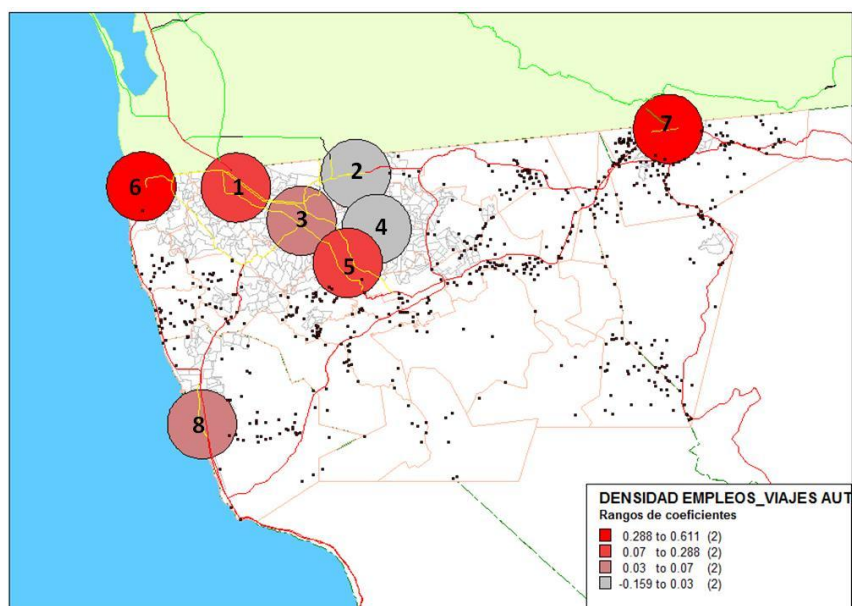 7
2
6
1
3
4
5
8
DENSIDAD EMPLEOS_VIAJES AUT
Rangos de coeficientes
0.288 to 0.611 (2)
0.07 to 0.288 (2)
0.03 to 0.07 (2)
-0.159 to 0.03 (2)